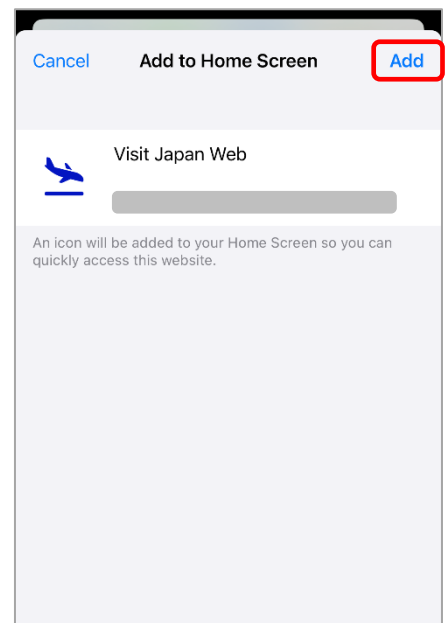 Cancel Add to Home Screen Add
Visit Japan Web
An icon will be added to your Home Screen so you can
quickly access this website.